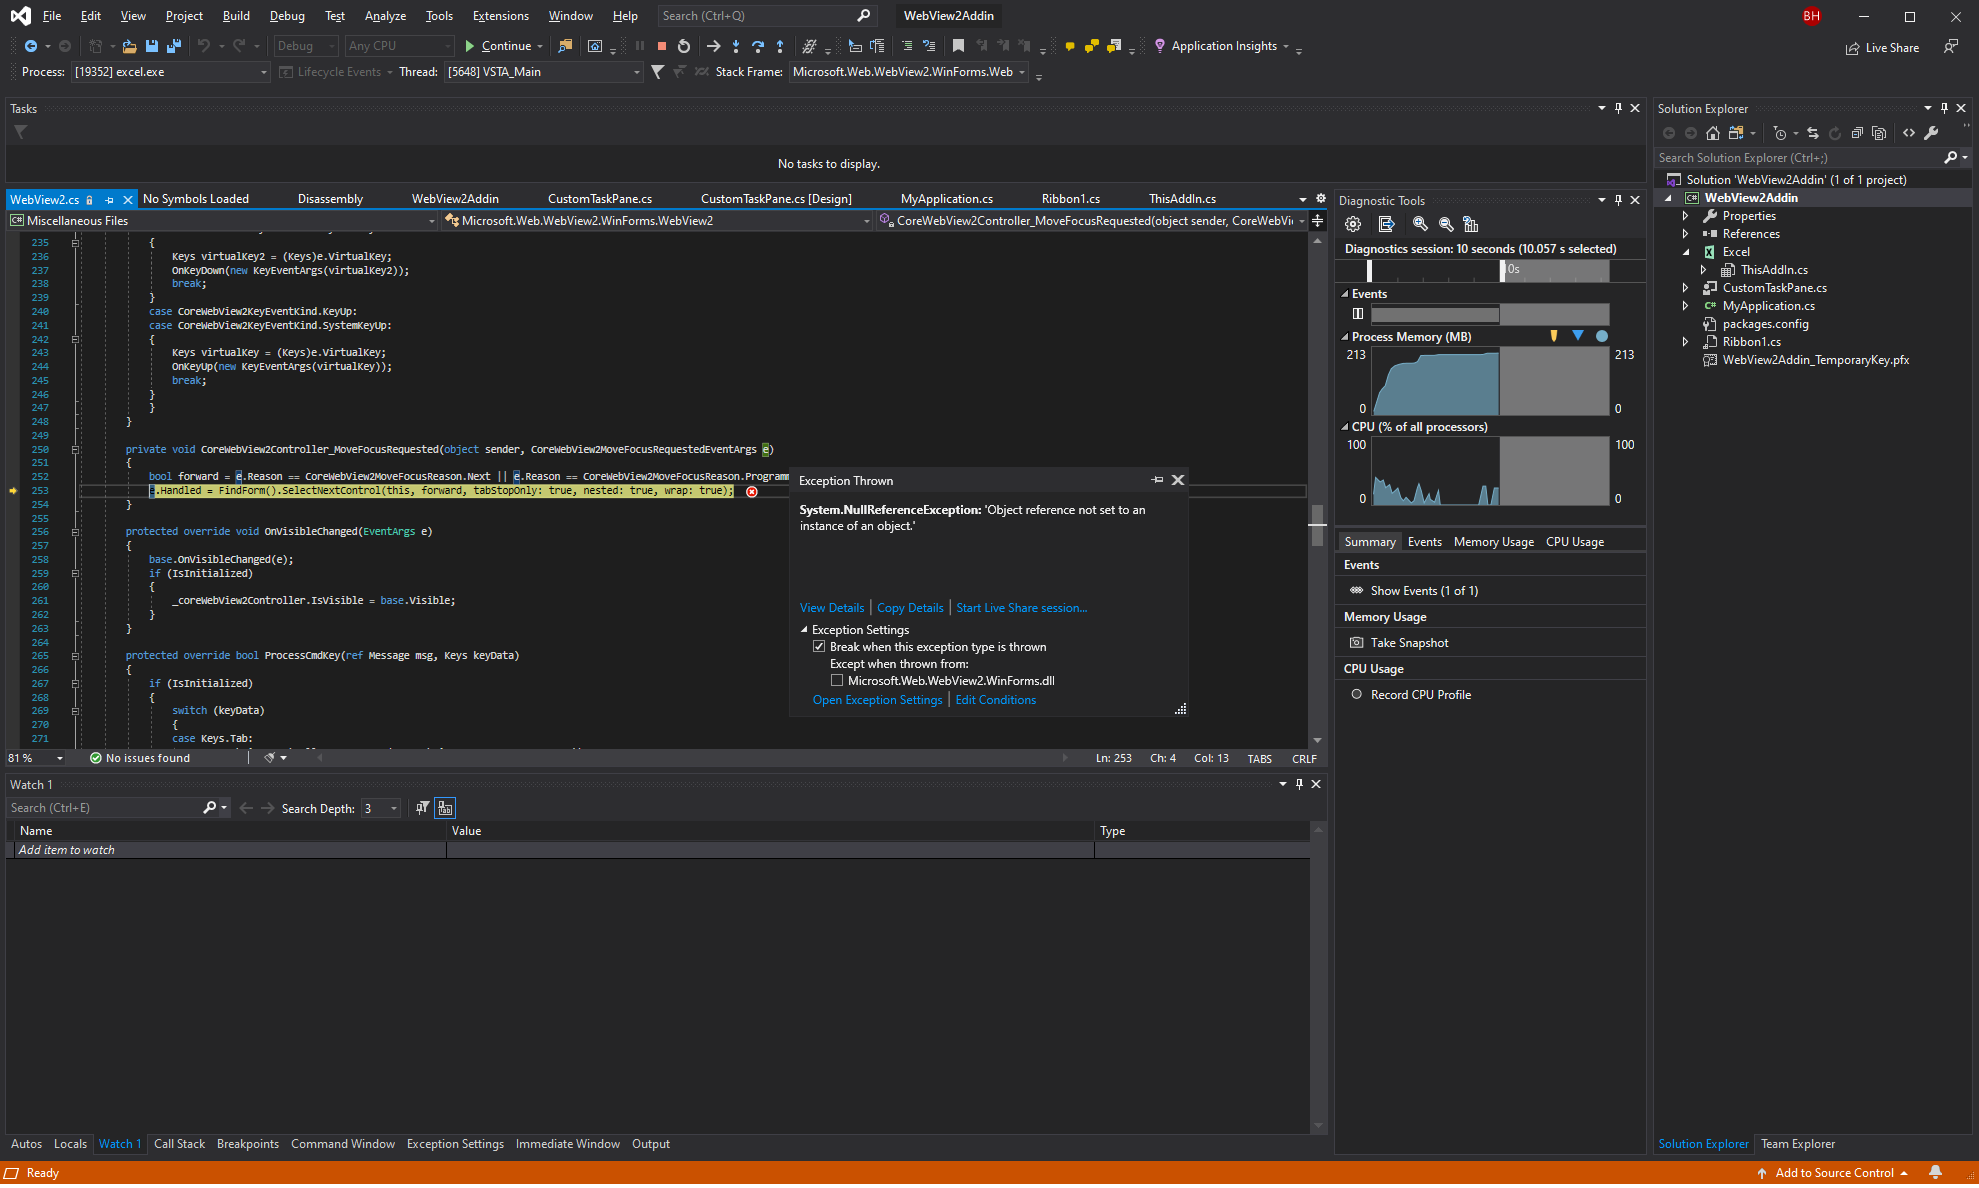 File Edit View Project Build Debug Test Analyze Tools Extensions Window Help Search (Ctrl+Q) WebView2Addin BH
Debug Any CPU Continue Application Insights Live Share
Process: [19352] excel.exe Lifecycle Events Thread: [5648] VSTA_Main Stack Frame: Microsoft.Web.WebView2.WinForms.Web
Tasks
No tasks to display.
WebView2.cs No Symbols Loaded Disassembly WebView2Addin CustomTaskPane.cs CustomTaskPane.cs [Design] MyApplication.cs Ribbon1.cs ThisAddIn.cs
Miscellaneous Files Microsoft.Web.WebView2.WinForms.WebView2 CoreWebView2Controller_MoveFocusRequested(object sender, CoreWebVi
235 {
236 Keys virtualKey2 = (Keys)e.VirtualKey;
237 OnKeyDown(new KeyEventArgs(virtualKey2));
238 break;
239 }
240 case CoreWebView2KeyEventKind.KeyUp:
241 case CoreWebView2KeyEventKind.SystemKeyUp:
242 {
243 Keys virtualKey = (Keys)e.VirtualKey;
244 OnKeyUp(new KeyEventArgs(virtualKey));
245 break;
246 }
247 }
248 }
249
250 private void CoreWebView2Controller_MoveFocusRequested(object sender, CoreWebView2MoveFocusRequestedEventArgs e)
251 {
252 bool forward = e.Reason == CoreWebView2MoveFocusReason.Next || e.Reason == CoreWebView2MoveFocusReason.Programm
253 e.Handled = FindForm().SelectNextControl(this, forward, tabStopOnly: true, nested: true, wrap: true);
254 }
255
256 protected override void OnVisibleChanged(EventArgs e)
257 {
258 base.OnVisibleChanged(e);
259 if (IsInitialized)
260 {
261 _coreWebView2Controller.IsVisible = base.Visible;
262 }
263 }
264
265 protected override bool ProcessCmdKey(ref Message msg, Keys keyData)
266 {
267 if (IsInitialized)
268 {
269 switch (keyData)
270 {
271 case Keys.Tab:
Exception Thrown
System.NullReferenceException: 'Object reference not set to an
instance of an object.'
View Details Copy Details Start Live Share session...
Exception Settings
Break when this exception type is thrown
Except when thrown from:
Microsoft.Web.WebView2.WinForms.dll
Open Exception Settings Edit Conditions
81 % No issues found Ln: 253 Ch: 4 Col: 13 TABS CRLF
Watch 1
Search (Ctrl+E) Search Depth: 3
Name Value Type
Add item to watch
Autos Locals Watch 1 Call Stack Breakpoints Command Window Exception Settings Immediate Window Output
Diagnostic Tools
Diagnostics session: 10 seconds (10.057 s selected)
10s
Events
Process Memory (MB)
213 213
0 0
CPU (% of all processors)
100 100
0 0
Summary Events Memory Usage CPU Usage
Events
Show Events (1 of 1)
Memory Usage
Take Snapshot
CPU Usage
Record CPU Profile
Solution Explorer
Search Solution Explorer (Ctrl+;)
Solution 'WebView2Addin' (1 of 1 project)
C# WebView2Addin
Properties
References
Excel
ThisAddIn.cs
CustomTaskPane.cs
C# MyApplication.cs
packages.config
Ribbon1.cs
WebView2Addin_TemporaryKey.pfx
Solution Explorer Team Explorer
Ready Add to Source Control